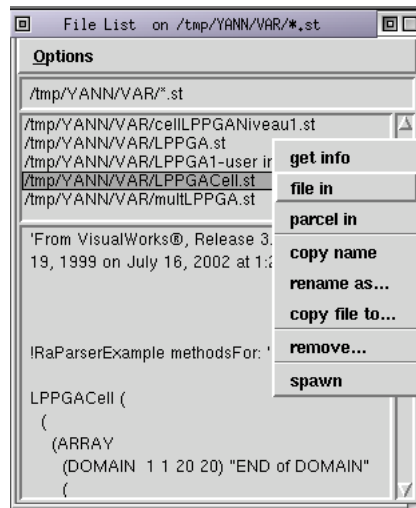 File List on /tmp/YANN/VAR/*.st
Options
/tmp/YANN/VAR/*.st
/tmp/YANN/VAR/cellLPPGANiveau1.st
/tmp/YANN/VAR/LPPGA.st
/tmp/YANN/VAR/LPPGA1-user
/tmp/YANN/VAR/LPPGACell.st
/tmp/YANN/VAR/multLPPGA.st
get info
file in
parcel in
copy name
rename as...
copy file to...
remove...
spawn
'From VisualWorks®, Release 3.
19, 1999 on July 16, 2002 at
!RaParserExample methodsFor: '
LPPGACell (
(
(ARRAY
(DOMAIN 1 1 20 20) "END of DOMAIN"
(